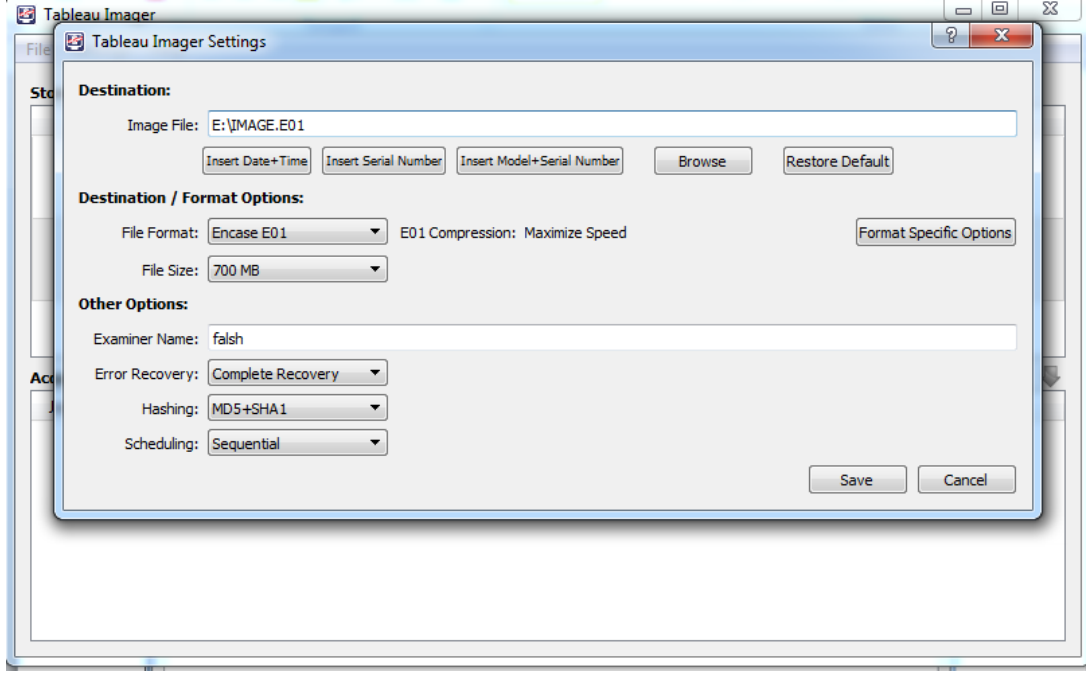 Tableau Imager
Tableau Imager Settings
File
Sto
Destination:
Image File: E:\IMAGE.E01
Insert Date+Time Insert Serial Number Insert Model+Serial Number Browse Restore Default
Destination / Format Options:
File Format: Encase E01 E01 Compression: Maximize Speed Format Specific Options
File Size: 700 MB
Other Options:
Examiner Name: falsh
Error Recovery: Complete Recovery
Acq
Hashing: MD5+SHA1
Scheduling: Sequential
Save Cancel